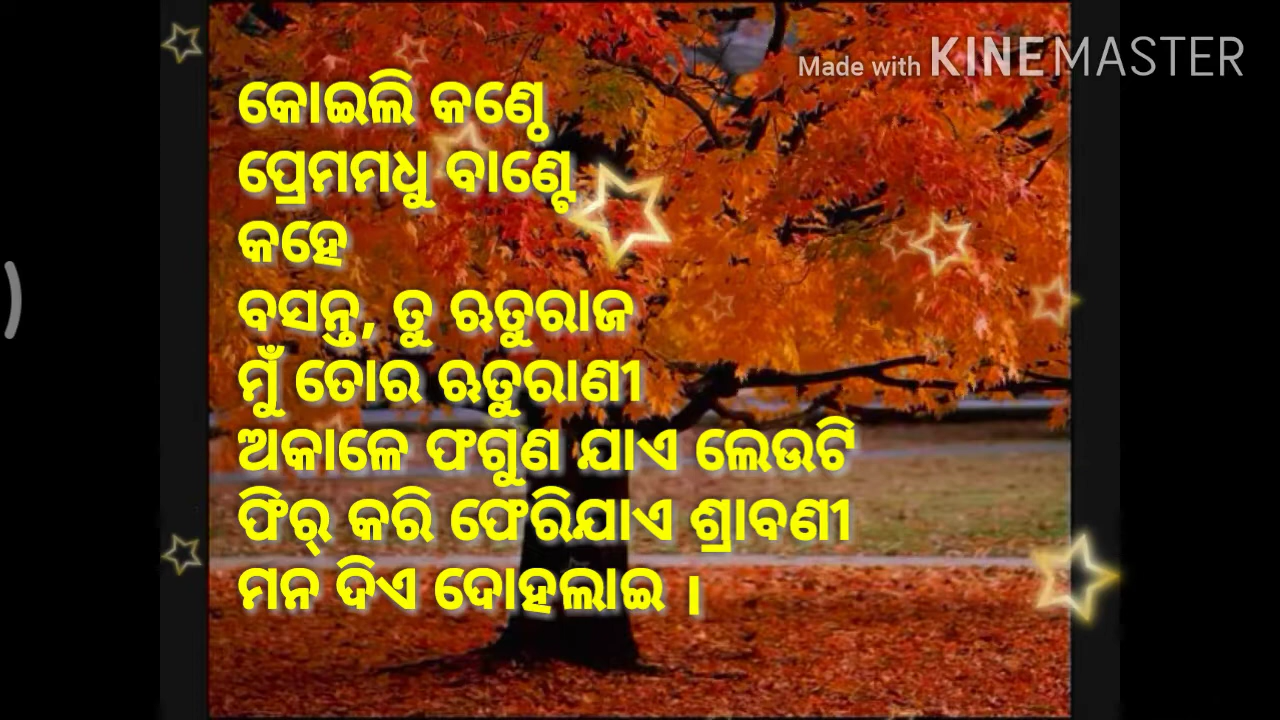 Made with KINEMASTER
କୋଇଲି କଣ୍ଠେ
ପ୍ରେମମଧୁ ବାଣ୍ଟେ
କହେ
ବସନ୍ତ, ତୁ ଋତୁରାଜ
ମୁଁ ତୋର ଋତୁରାଣୀ
ଅକାଳେ ଫଗୁଣ ଯାଏ ଲେଉଟି
ଫିର୍ କରି ଫେରିଯାଏ ଶ୍ରାବଣୀ
ମନ ଦିଏ ଦୋହଲାଇ ।